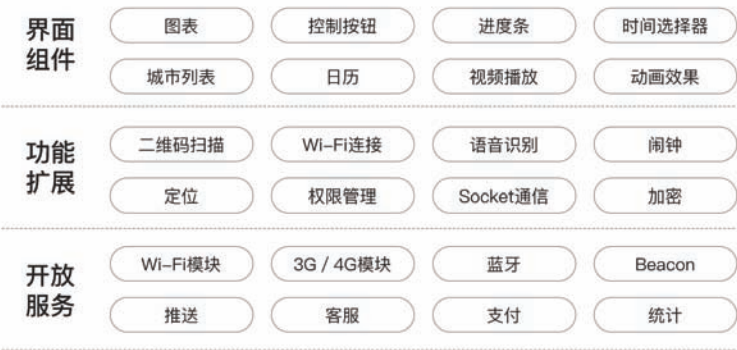 界面
组件
图表 控制按钮 进度条 时间选择器
城市列表 日历 视频播放 动画效果
功能
扩展
二维码扫描 Wi-Fi连接 语音识别 闹钟
定位 权限管理 Socket通信 加密
开放
服务
Wi-Fi模块 3G / 4G模块 蓝牙 Beacon
推送 客服 支付 统计